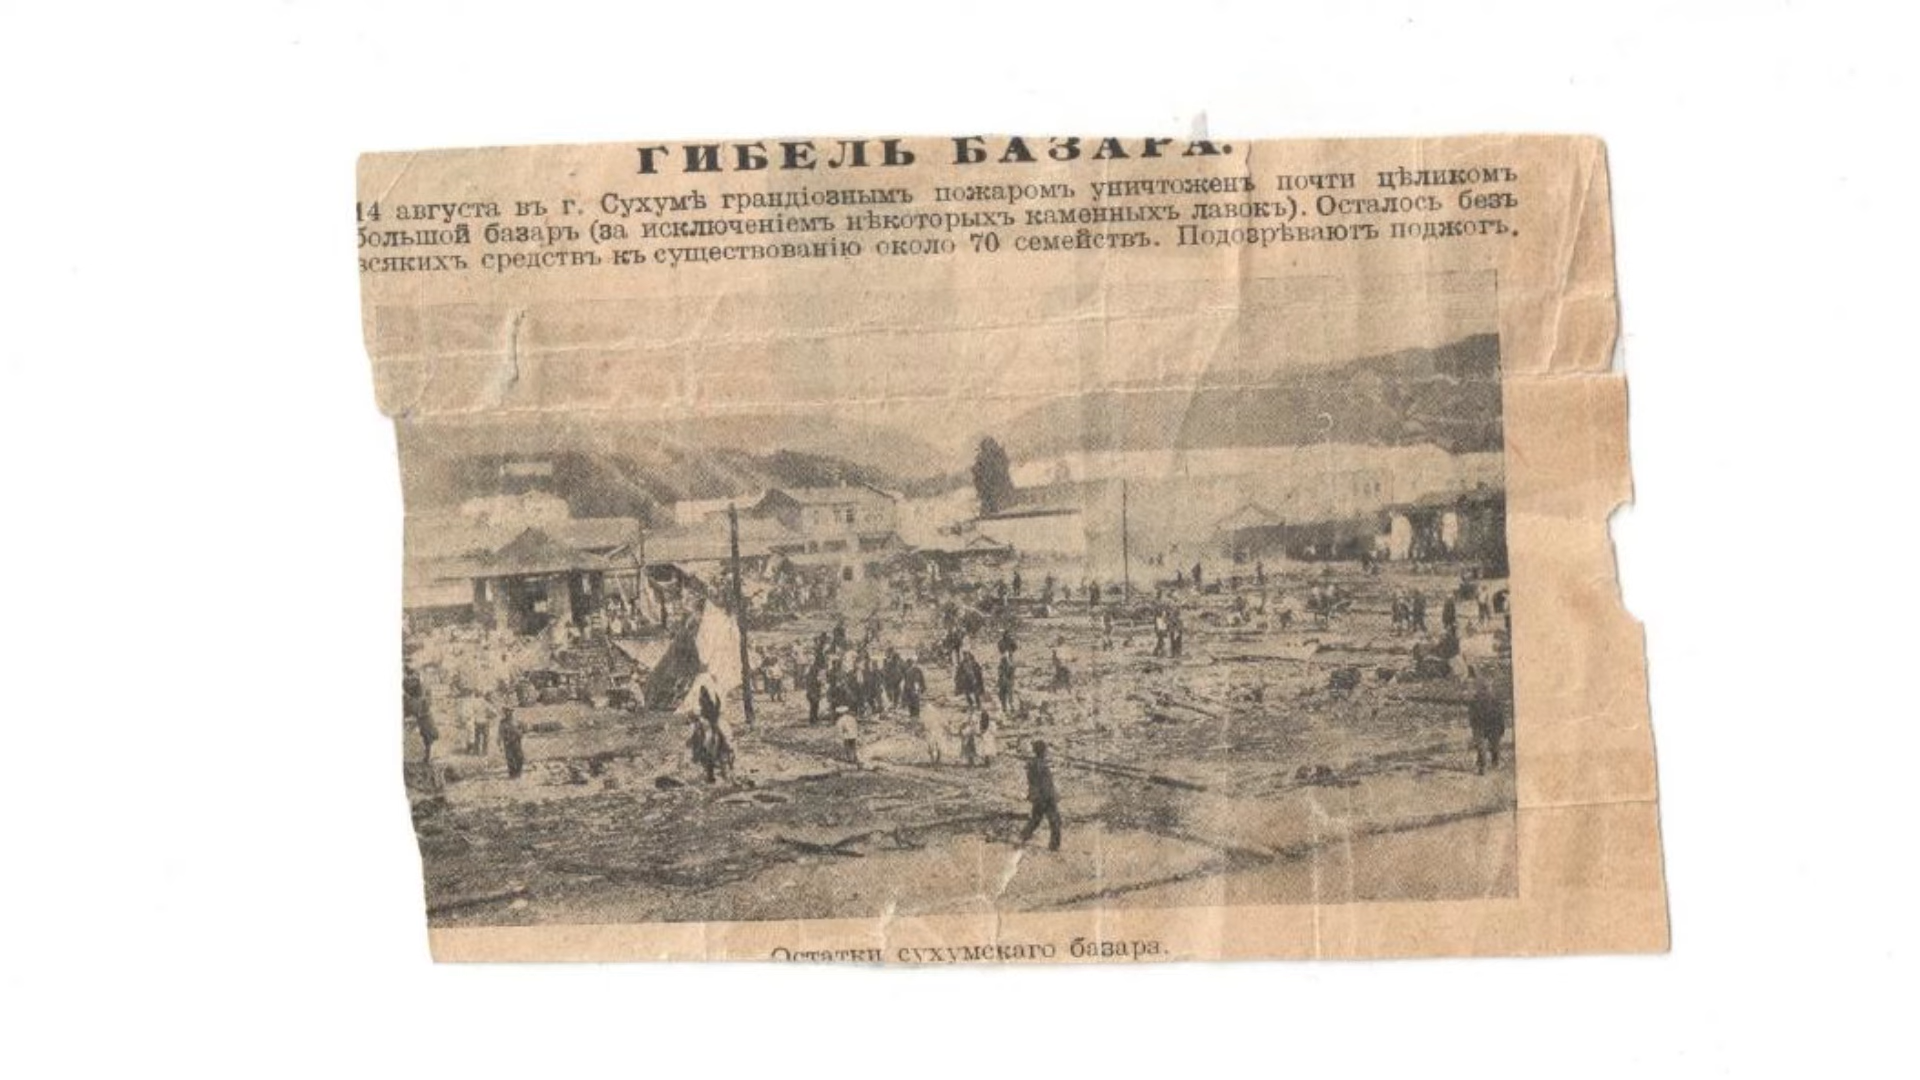 ГИБЕЛЬ БАЗАРА.
14 августа въ г. Сухумѣ грандіознымъ пожаромъ уничтоженъ почти цѣликомъ
большой базаръ (за исключеніемъ нѣкоторыхъ каменныхъ лавокъ). Осталось безъ
всякихъ средствъ къ существованію около 70 семействъ. Подозрѣваютъ поджогъ.
Остатки сухумскаго базара.